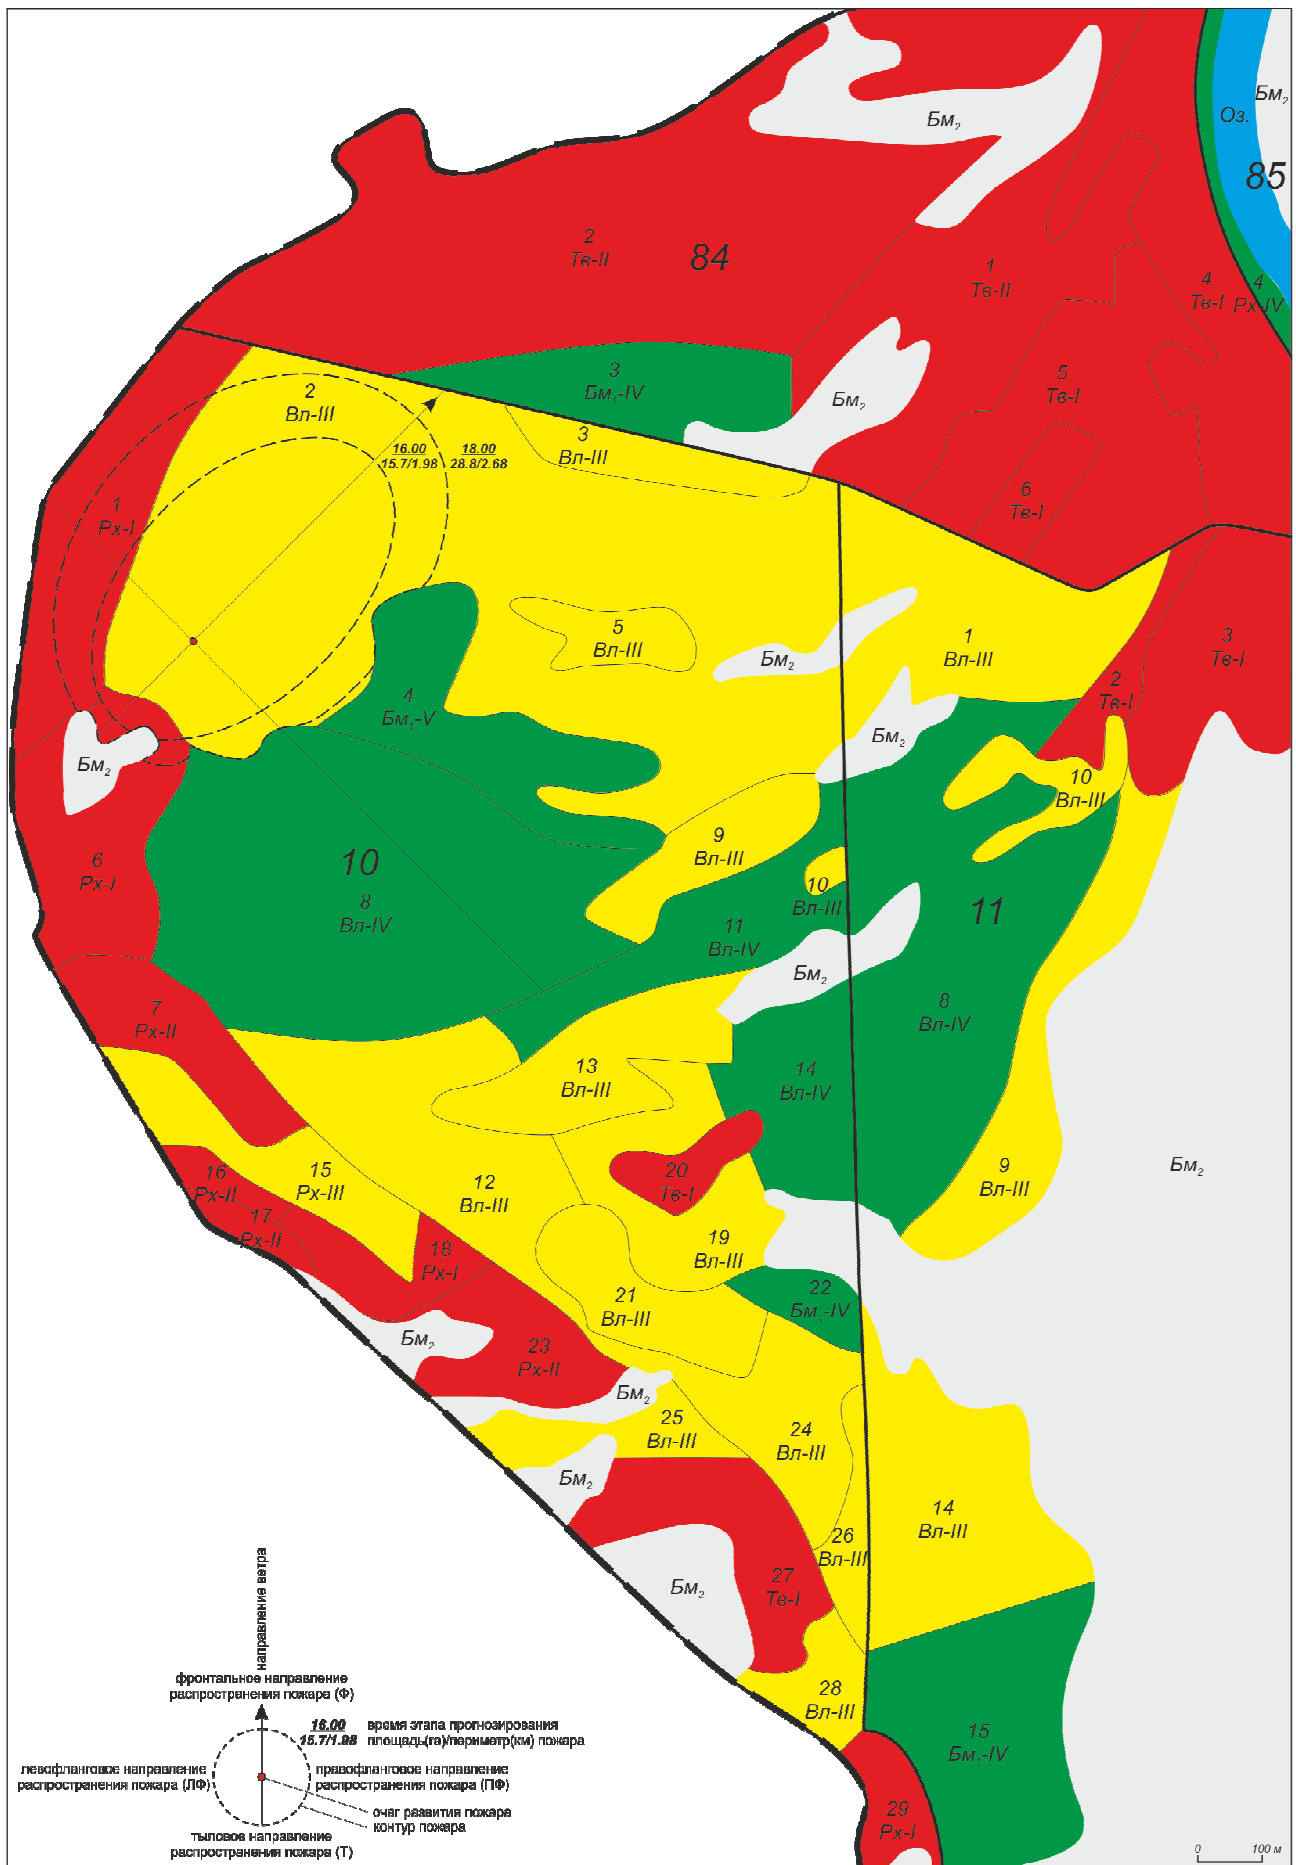 Бм₂
Бм₂
Оз.
85
2
Тв-II
84
1
Тв-II
4
Тв-I
4
Рх-IV
3
Бм₁-IV
5
Тв-I
Бм₂
2
Вл-III
3
Вл-III
16.00
15.7/1.98
18.00
28.8/2.68
1
Рх-I
6
Тв-I
5
Вл-III
Бм₂
1
Вл-III
3
Тв-I
2
Тв-I
4
Бм₁-V
Бм₂
Бм₂
10
Вл-III
9
Вл-III
6
Рх-I
10
8
Вл-IV
10
Вл-III
11
11
Вл-IV
Бм₂
7
Рх-II
8
Вл-IV
13
Вл-III
14
Вл-IV
Бм₂
9
Вл-III
16
Рх-II
15
Рх-III
12
Вл-III
20
Тв-I
17
Рх-II
18
Рх-I
19
Вл-III
21
Вл-III
22
Бм₁-IV
Бм₂
23
Рх-II
Бм₂
25
Вл-III
24
Вл-III
Бм₂
14
Вл-III
26
Вл-III
Бм₂
27
Тв-I
28
Вл-III
15
Бм₁-IV
29
Рх-I
направление ветра
фронтальное направление
распространения пожара (Ф)
16.00
15.7/1.98
время этапа прогнозирования
площадь(га)/периметр(км) пожара
левофланговое направление
распространения пожара (ЛФ)
правофланговое направление
распространения пожара (ПФ)
очаг развития пожара
контур пожара
тыловое направление
распространения пожара (Т)
0 100 м